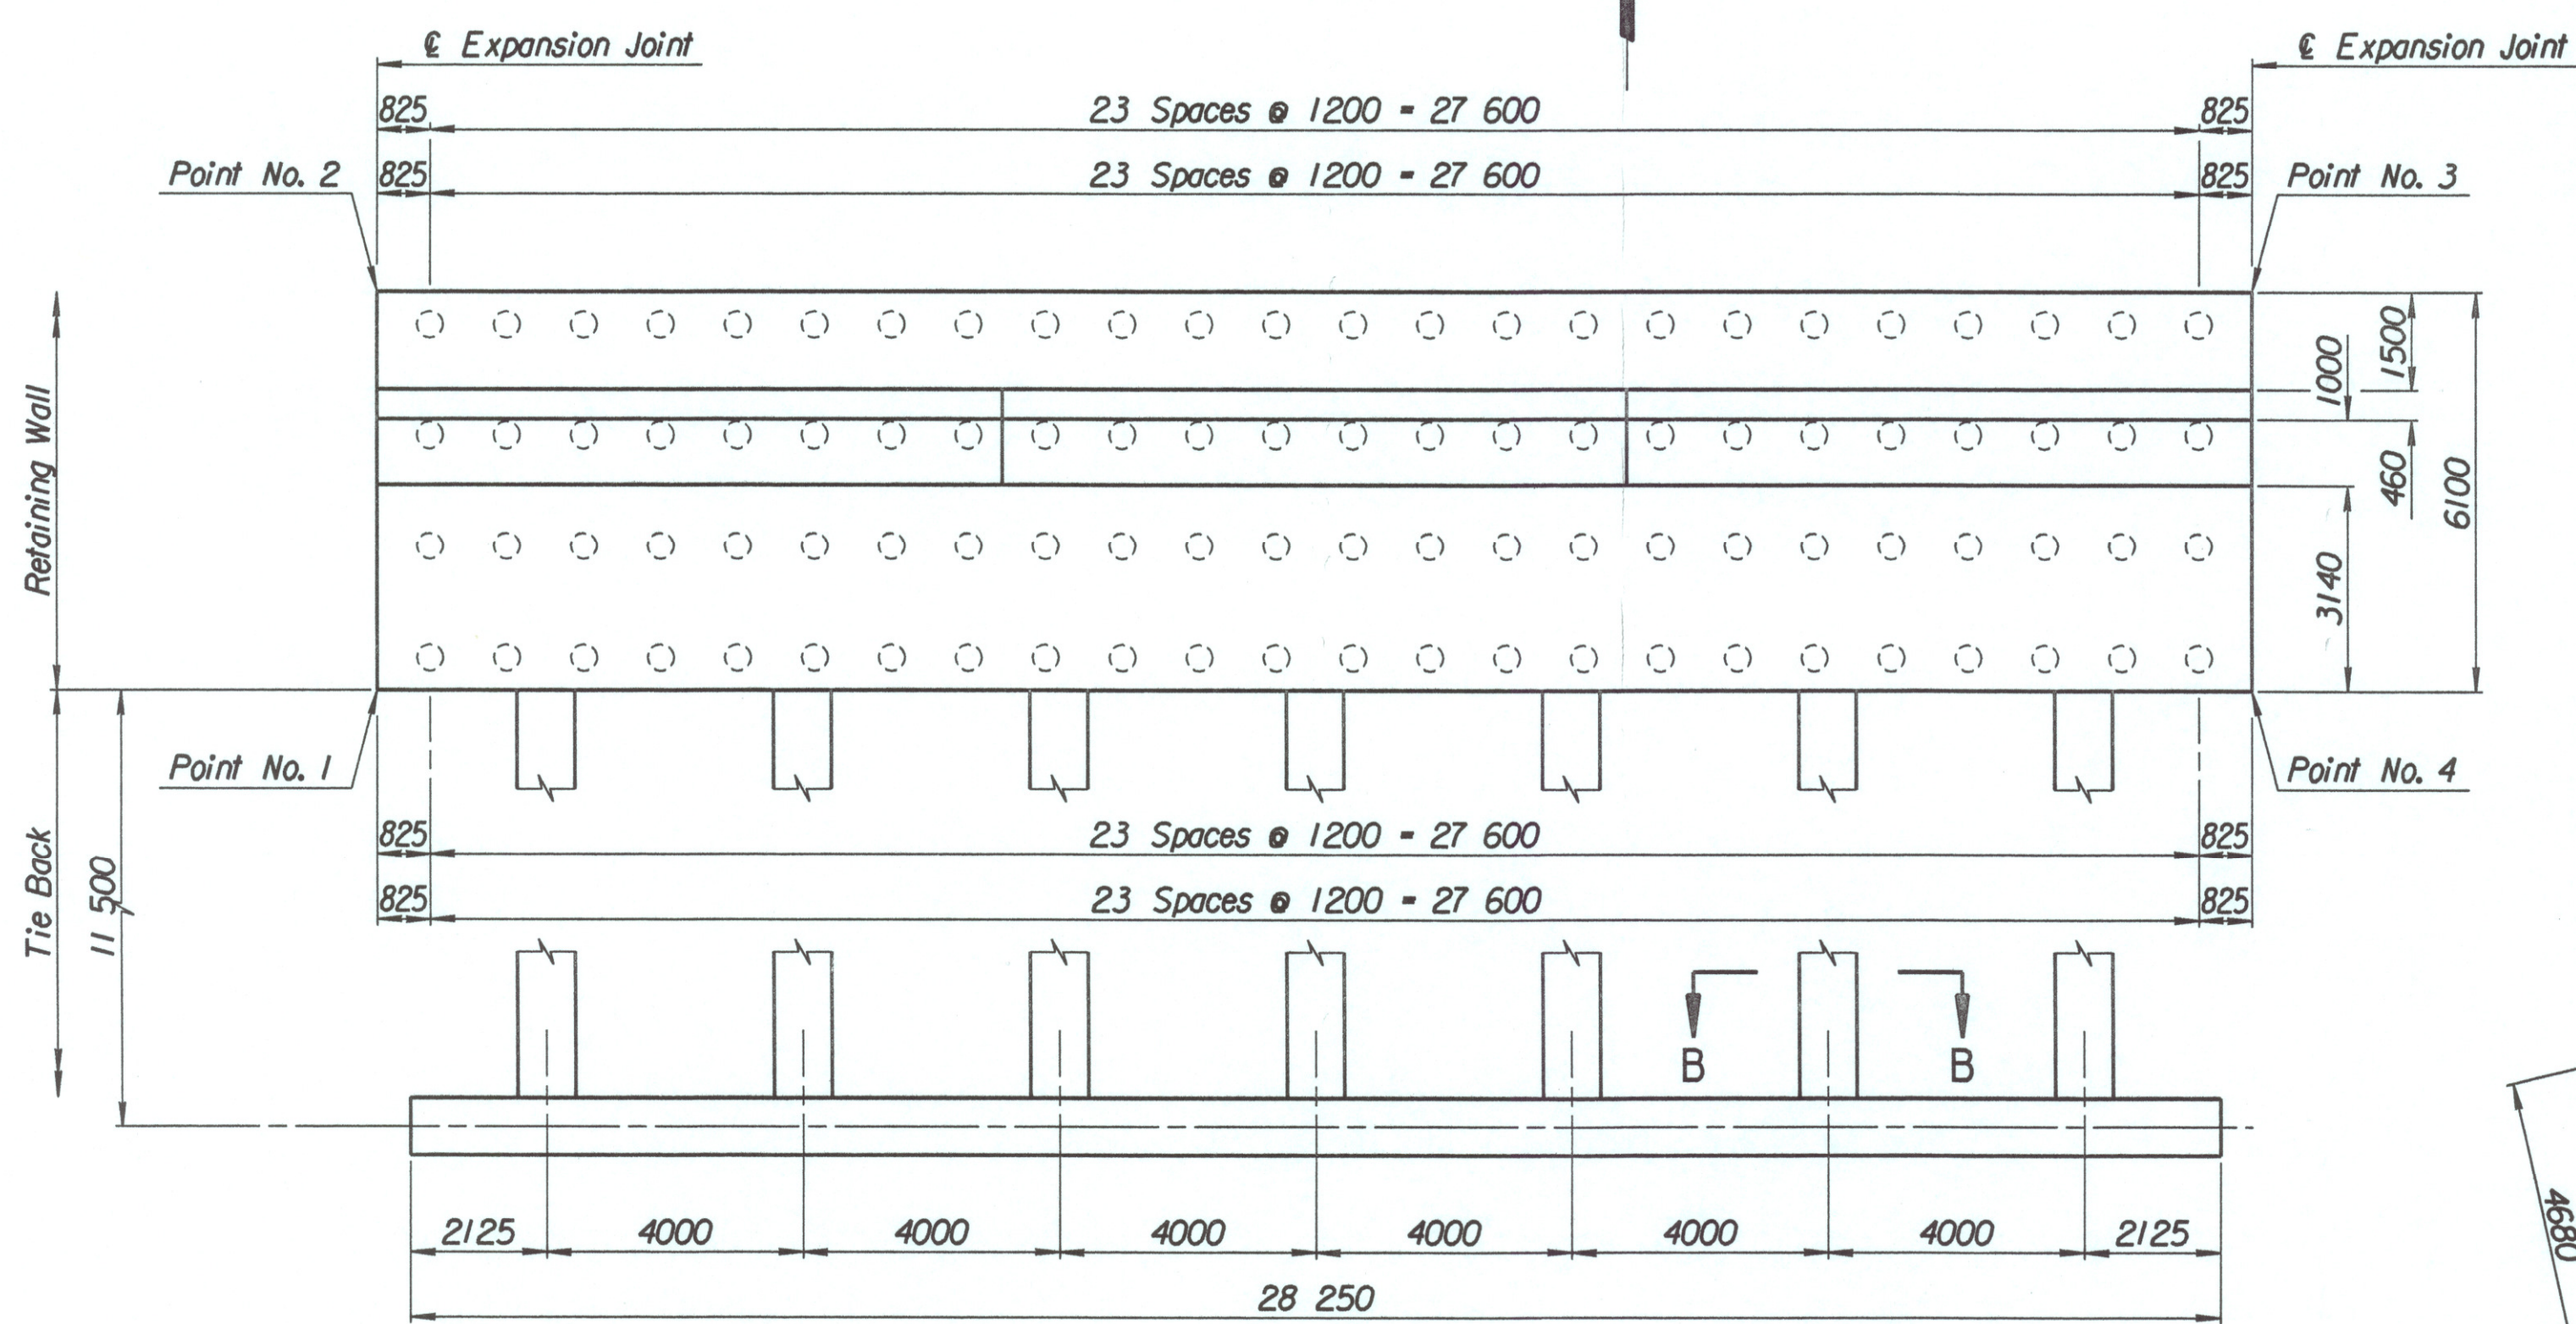 ℄ Expansion Joint
℄ Expansion Joint
825
23 Spaces @ 1200 = 27 600
825
Point No. 2
825
23 Spaces @ 1200 = 27 600
825
Point No. 3
Retaining Wall
1500
1000
460
6100
3140
Point No. 1
Point No. 4
Tie Back
11 500
825
23 Spaces @ 1200 = 27 600
825
825
23 Spaces @ 1200 = 27 600
825
B
B
2125
4000
4000
4000
4000
4000
4000
2125
28 250
4680